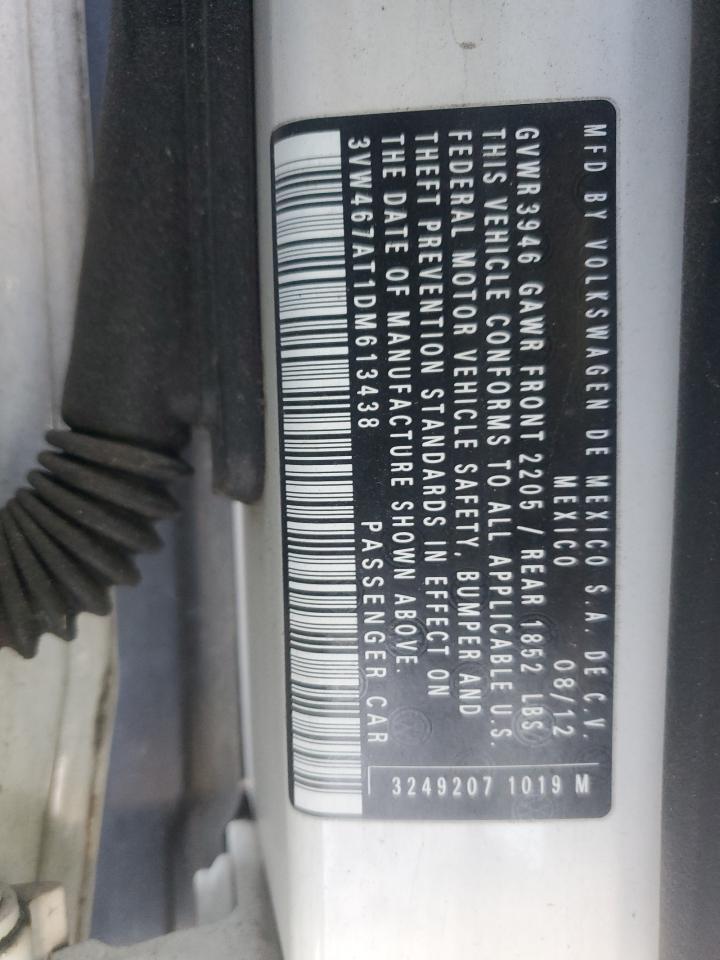 MFD BY VOLKSWAGEN DE MEXICO S.A. DE C.V.
MEXICO 08/12
GVWR3946 GAWR FRONT 2205 / REAR 1852 LBS
THIS VEHICLE CONFORMS TO ALL APPLICABLE U.S.
FEDERAL MOTOR VEHICLE SAFETY, BUMPER AND
THEFT PREVENTION STANDARDS IN EFFECT ON
THE DATE OF MANUFACTURE SHOWN ABOVE.
3VW467AT1DM613438 PASSENGER CAR
3249207 1019 M